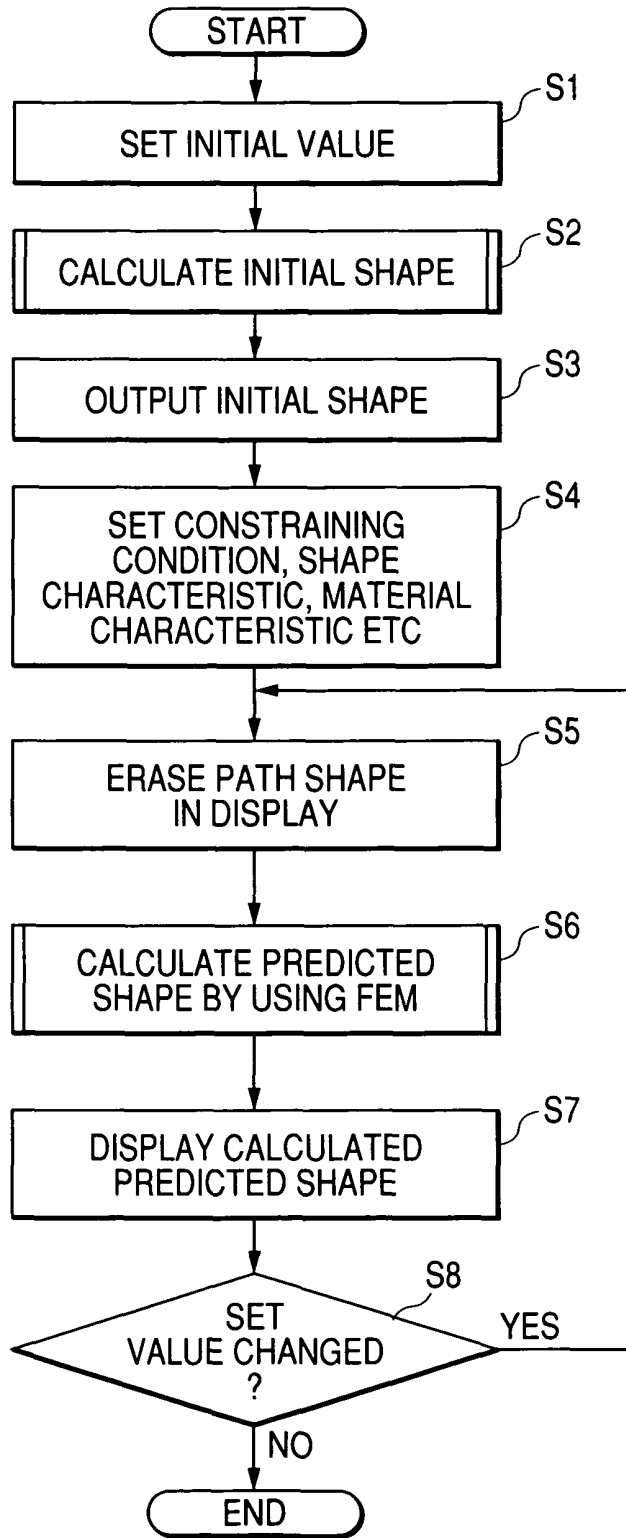 START
S1
SET INITIAL VALUE
S2
CALCULATE INITIAL SHAPE
S3
OUTPUT INITIAL SHAPE
S4
SET CONSTRAINING
CONDITION, SHAPE
CHARACTERISTIC, MATERIAL
CHARACTERISTIC ETC
S5
ERASE PATH SHAPE
IN DISPLAY
S6
CALCULATE PREDICTED
SHAPE BY USING FEM
S7
DISPLAY CALCULATED
PREDICTED SHAPE
S8
SET
VALUE CHANGED
?
YES
NO
END